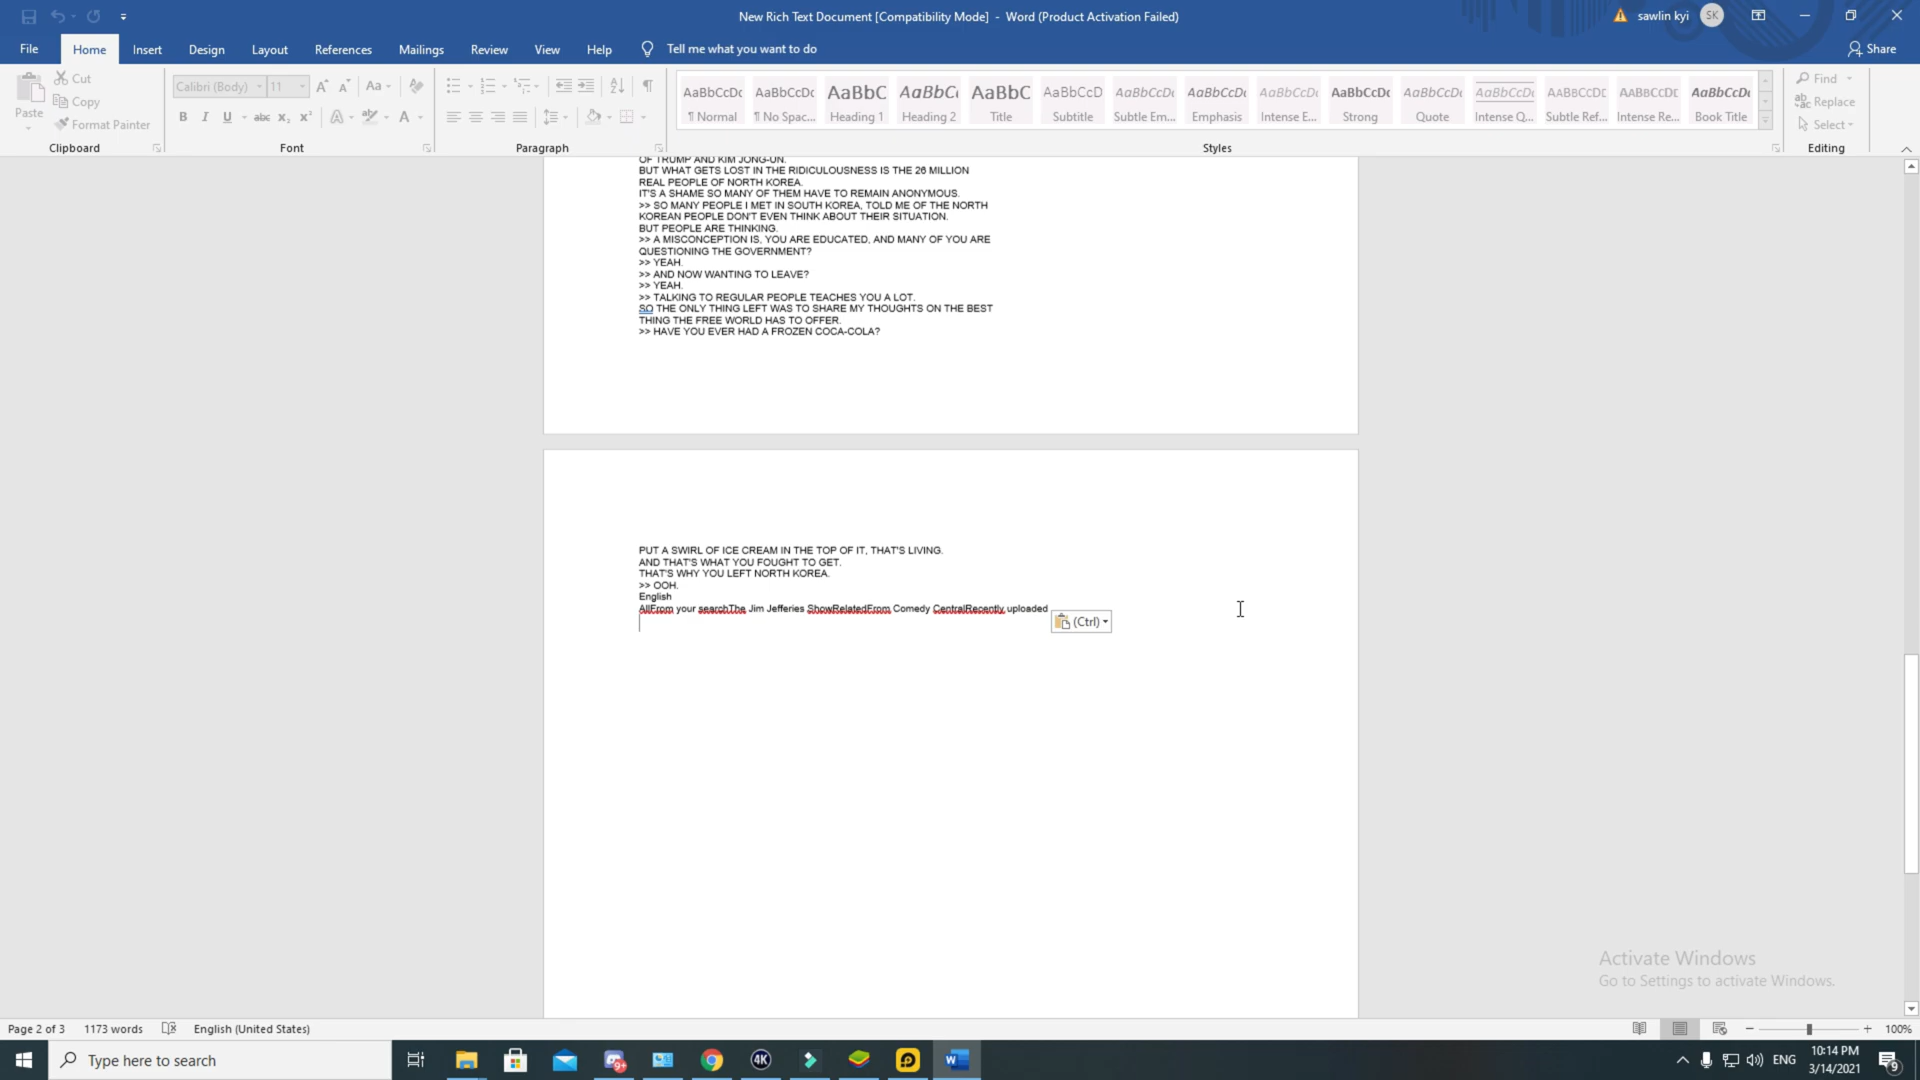 New Rich Text Document [Compatibility Mode] - Word (Product Activation Failed)
sawlin kyi
SK
File Home Insert Design Layout References Mailings Review View Help Tell me what you want to do Share
Paste
Cut
Copy
Format Painter
Clipboard
Calibri (Body) 11
Font
Paragraph
AaBbCcDc AaBbCcDc AaBbC AaBbCc AaBbC AaBbCcD AaBbCcDc AaBbCcDc AaBbCcDc AaBbCcDc AaBbCcDc AaBbCcDc AABBCCDC AABBCCDC AaBbCcDc
¶ Normal ¶ No Spac... Heading 1 Heading 2 Title Subtitle Subtle Em... Emphasis Intense E... Strong Quote Intense Q... Subtle Ref... Intense Re... Book Title
Styles
Find
Replace
Select
Editing
OF TRUMP AND KIM JONG-UN.
BUT WHAT GETS LOST IN THE RIDICULOUSNESS IS THE 26 MILLION
REAL PEOPLE OF NORTH KOREA.
IT'S A SHAME SO MANY OF THEM HAVE TO REMAIN ANONYMOUS.
>> SO MANY PEOPLE I MET IN SOUTH KOREA, TOLD ME OF THE NORTH
KOREAN PEOPLE DON'T EVEN THINK ABOUT THEIR SITUATION.
BUT PEOPLE ARE THINKING.
>> A MISCONCEPTION IS, YOU ARE EDUCATED, AND MANY OF YOU ARE
QUESTIONING THE GOVERNMENT?
>> YEAH.
>> AND NOW WANTING TO LEAVE?
>> YEAH.
>> TALKING TO REGULAR PEOPLE TEACHES YOU A LOT.
SO THE ONLY THING LEFT WAS TO SHARE MY THOUGHTS ON THE BEST
THING THE FREE WORLD HAS TO OFFER.
>> HAVE YOU EVER HAD A FROZEN COCA-COLA?
PUT A SWIRL OF ICE CREAM IN THE TOP OF IT, THAT'S LIVING.
AND THAT'S WHAT YOU FOUGHT TO GET.
THAT'S WHY YOU LEFT NORTH KOREA.
>> OOH.
English
AllFrom your searchThe Jim Jefferies ShowRelatedFrom Comedy CentralRecently uploaded
(Ctrl)
Activate Windows
Go to Settings to activate Windows.
Page 2 of 3 1173 words English (United States) 100%
Type here to search
9+
4K
ENG
10:14 PM
3/14/2021
9